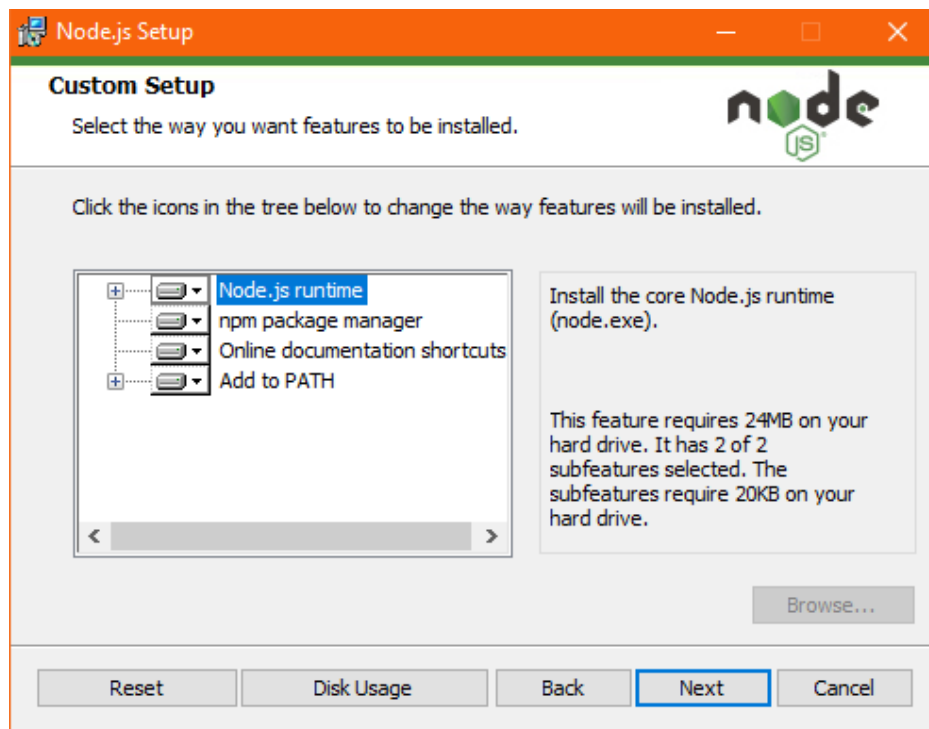 Node.js Setup
Custom Setup
Select the way you want features to be installed.
node
JS
Click the icons in the tree below to change the way features will be installed.
Node.js runtime
npm package manager
Online documentation shortcuts
Add to PATH
Install the core Node.js runtime
(node.exe).
This feature requires 24MB on your
hard drive. It has 2 of 2
subfeatures selected. The
subfeatures require 20KB on your
hard drive.
Browse...
Reset
Disk Usage
Back
Next
Cancel